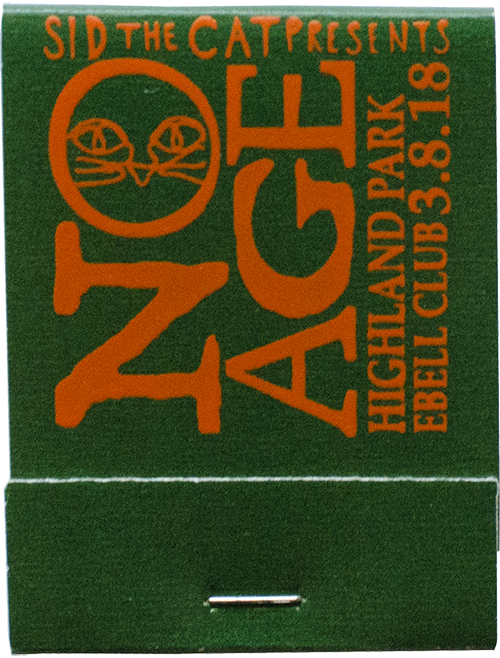 SID THE CAT PRESENTS
NO
AGE
HIGHLAND PARK
EBELL CLUB 3.8.18